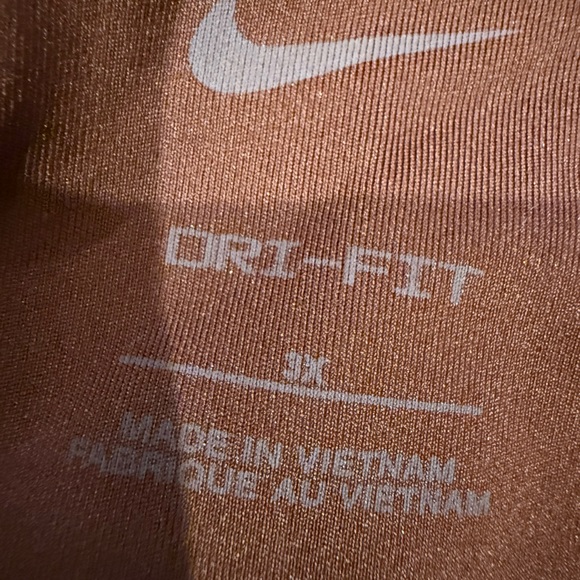 DRI-FIT
3X
MADE IN VIETNAM
FABRIQUE AU VIETNAM